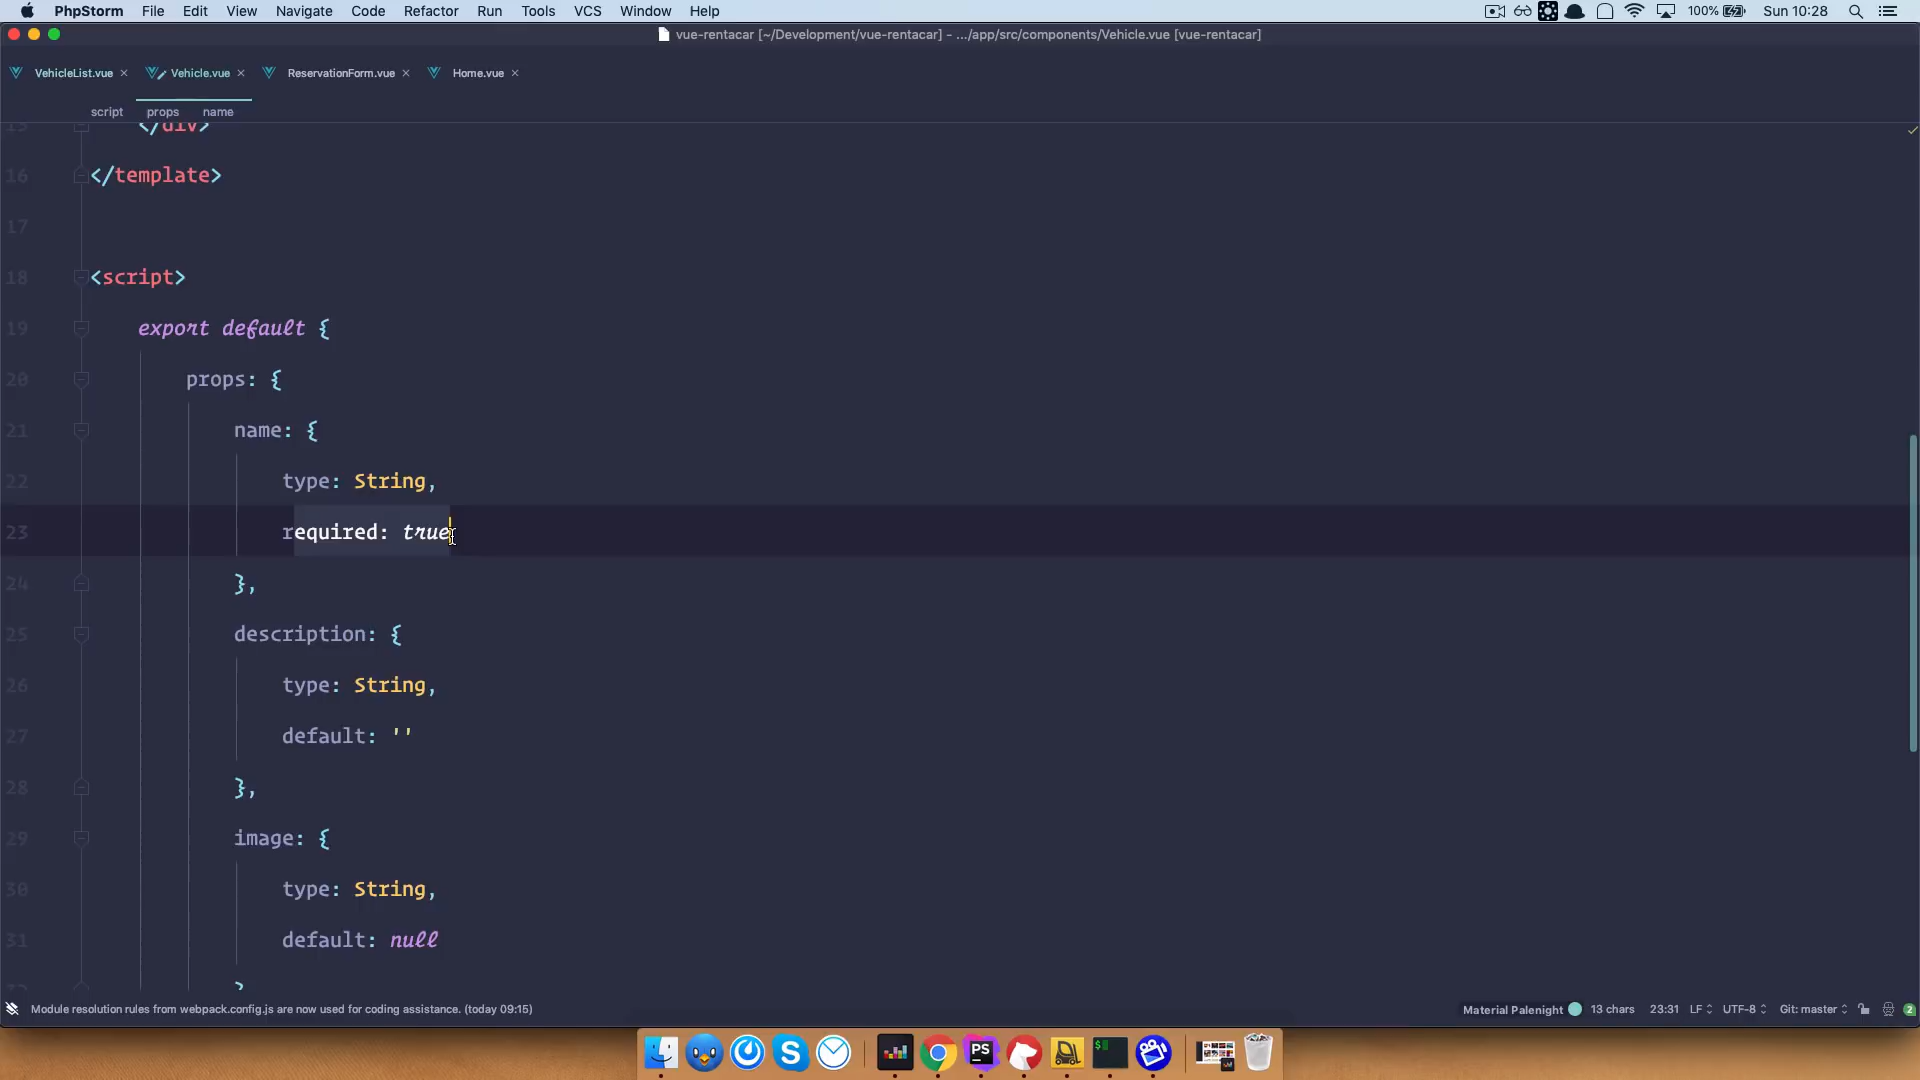 PhpStorm File Edit View Navigate Code Refactor Run Tools VCS Window Help 100% Sun 10:28
vue-rentacar [~/Development/vue-rentacar] - .../app/src/components/Vehicle.vue [vue-rentacar]
VehicleList.vue Vehicle.vue ReservationForm.vue Home.vue
script props name
15 </div>
16 </template>
17
18 <script>
19 export default {
20 props: {
21 name: {
22 type: String,
23 required: true
24 },
25 description: {
26 type: String,
27 default: ''
28 },
29 image: {
30 type: String,
31 default: null
Module resolution rules from webpack.config.js are now used for coding assistance. (today 09:15) Material Palenight 13 chars 23:31 LF UTF-8 Git: master 2
PS